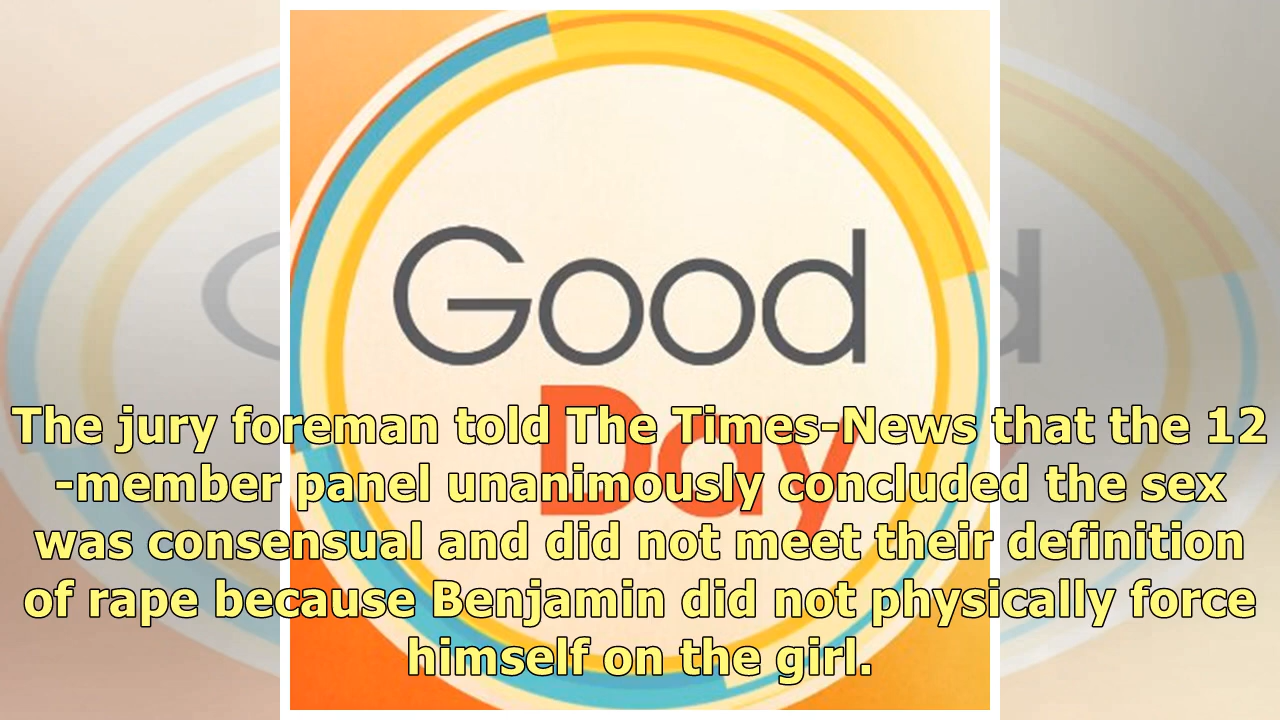 Good
Day
The jury foreman told The Times-News that the 12
-member panel unanimously concluded the sex
was consensual and did not meet their definition
of rape because Benjamin did not physically force
himself on the girl.